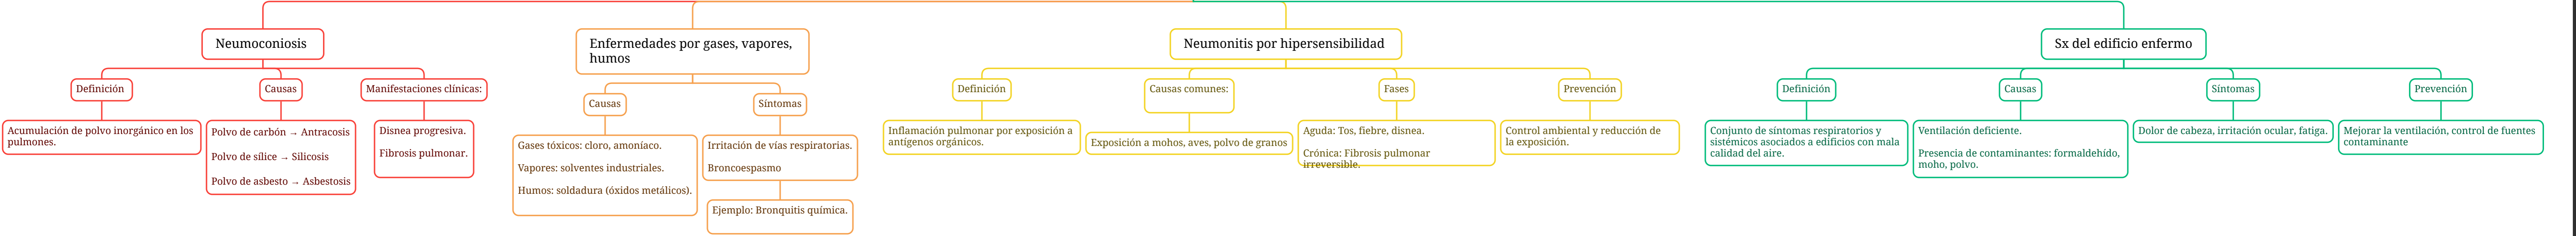 Neumoconiosis
Definición
Acumulación de polvo inorgánico en los
pulmones.
Causas
Polvo de carbón → Antracosis
Polvo de sílice → Silicosis
Polvo de asbesto → Asbestosis
Manifestaciones clínicas:
Disnea progresiva.
Fibrosis pulmonar.
Enfermedades por gases, vapores,
humos
Causas
Gases tóxicos: cloro, amoníaco.
Vapores: solventes industriales.
Humos: soldadura (óxidos metálicos).
Síntomas
Irritación de vías respiratorias.
Broncoespasmo
Ejemplo: Bronquitis química.
Neumonitis por hipersensibilidad
Definición
Inflamación pulmonar por exposición a
antígenos orgánicos.
Causas comunes:
Exposición a mohos, aves, polvo de granos
Fases
Aguda: Tos, fiebre, disnea.
Crónica: Fibrosis pulmonar
irreversible.
Prevención
Control ambiental y reducción de
la exposición.
Sx del edificio enfermo
Definición
Conjunto de síntomas respiratorios y
sistémicos asociados a edificios con mala
calidad del aire.
Causas
Ventilación deficiente.
Presencia de contaminantes: formaldehído,
moho, polvo.
Síntomas
Dolor de cabeza, irritación ocular, fatiga.
Prevención
Mejorar la ventilación, control de fuentes
contaminante